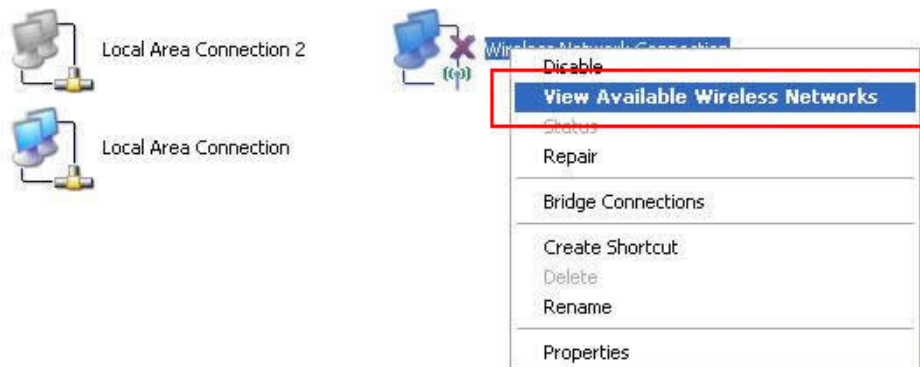 Local Area Connection 2
Wireless Network Connection
Local Area Connection
Disable
View Available Wireless Networks
Status
Repair
Bridge Connections
Create Shortcut
Delete
Rename
Properties